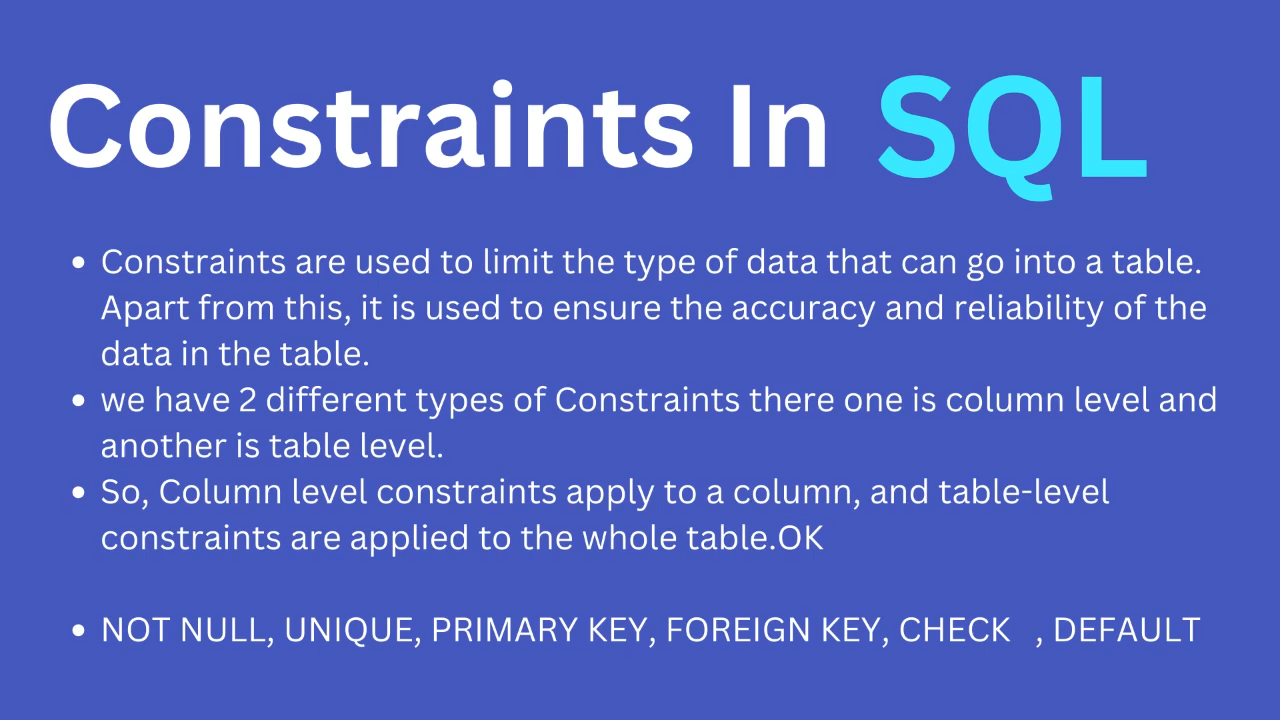 Constraints In SQL
• Constraints are used to limit the type of data that can go into a table.
Apart from this, it is used to ensure the accuracy and reliability of the
data in the table.
• we have 2 different types of Constraints there one is column level and
another is table level.
• So, Column level constraints apply to a column, and table-level
constraints are applied to the whole table.OK
• NOT NULL, UNIQUE, PRIMARY KEY, FOREIGN KEY, CHECK , DEFAULT